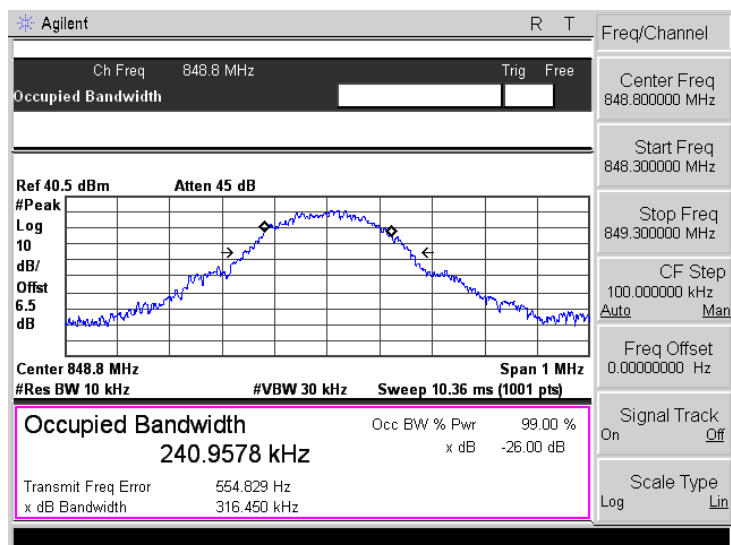 Agilent R T
Ch Freq 848.8 MHz Trig Free
Occupied Bandwidth
Ref 40.5 dBm Atten 45 dB
#Peak
Log
10
dB/
Offst
6.5
dB
Center 848.8 MHz Span 1 MHz
#Res BW 10 kHz #VBW 30 kHz Sweep 10.36 ms (1001 pts)
Occupied Bandwidth
240.9578 kHz
Occ BW % Pwr 99.00 %
x dB -26.00 dB
Transmit Freq Error 554.829 Hz
x dB Bandwidth 316.450 kHz
Freq/Channel
Center Freq
848.800000 MHz
Start Freq
848.300000 MHz
Stop Freq
849.300000 MHz
CF Step
100.000000 kHz
Auto Man
Freq Offset
0.00000000 Hz
Signal Track
On Off
Scale Type
Log Lin